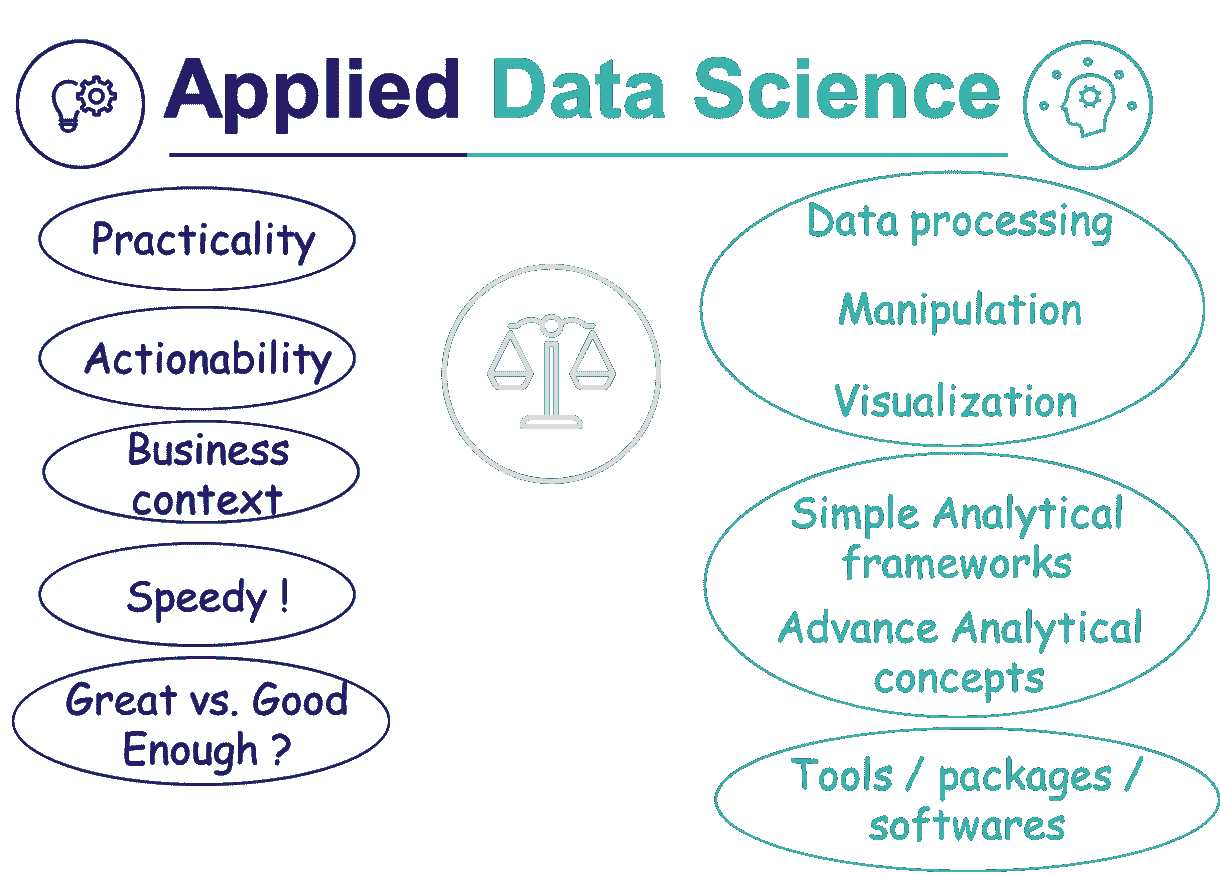 Applied Data Science
Practicality
Actionability
Business
context
Speedy !
Great vs. Good
Enough ?
Data processing
Manipulation
Visualization
Simple Analytical
frameworks
Advance Analytical
concepts
Tools / packages /
softwares